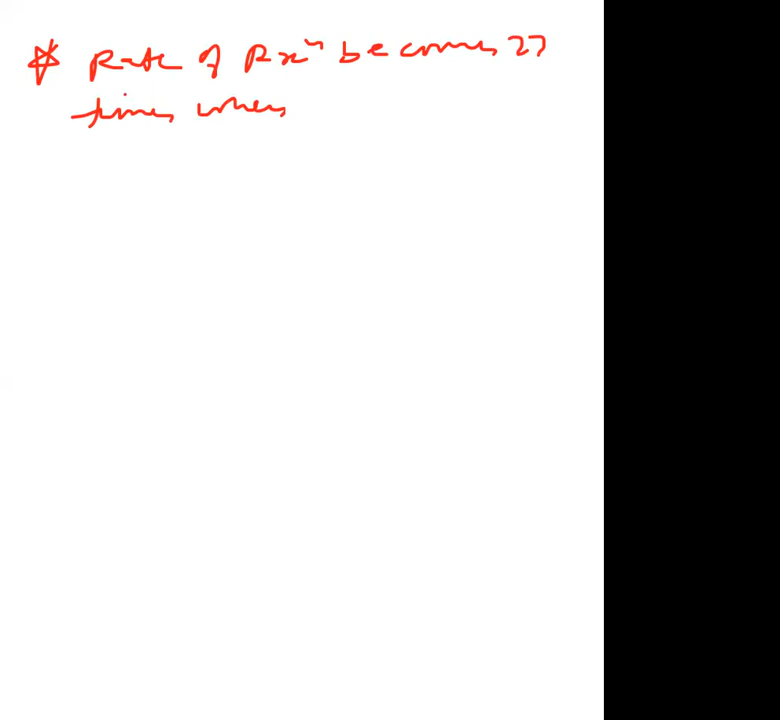 * Rate of Rxⁿ becomes 27
times when